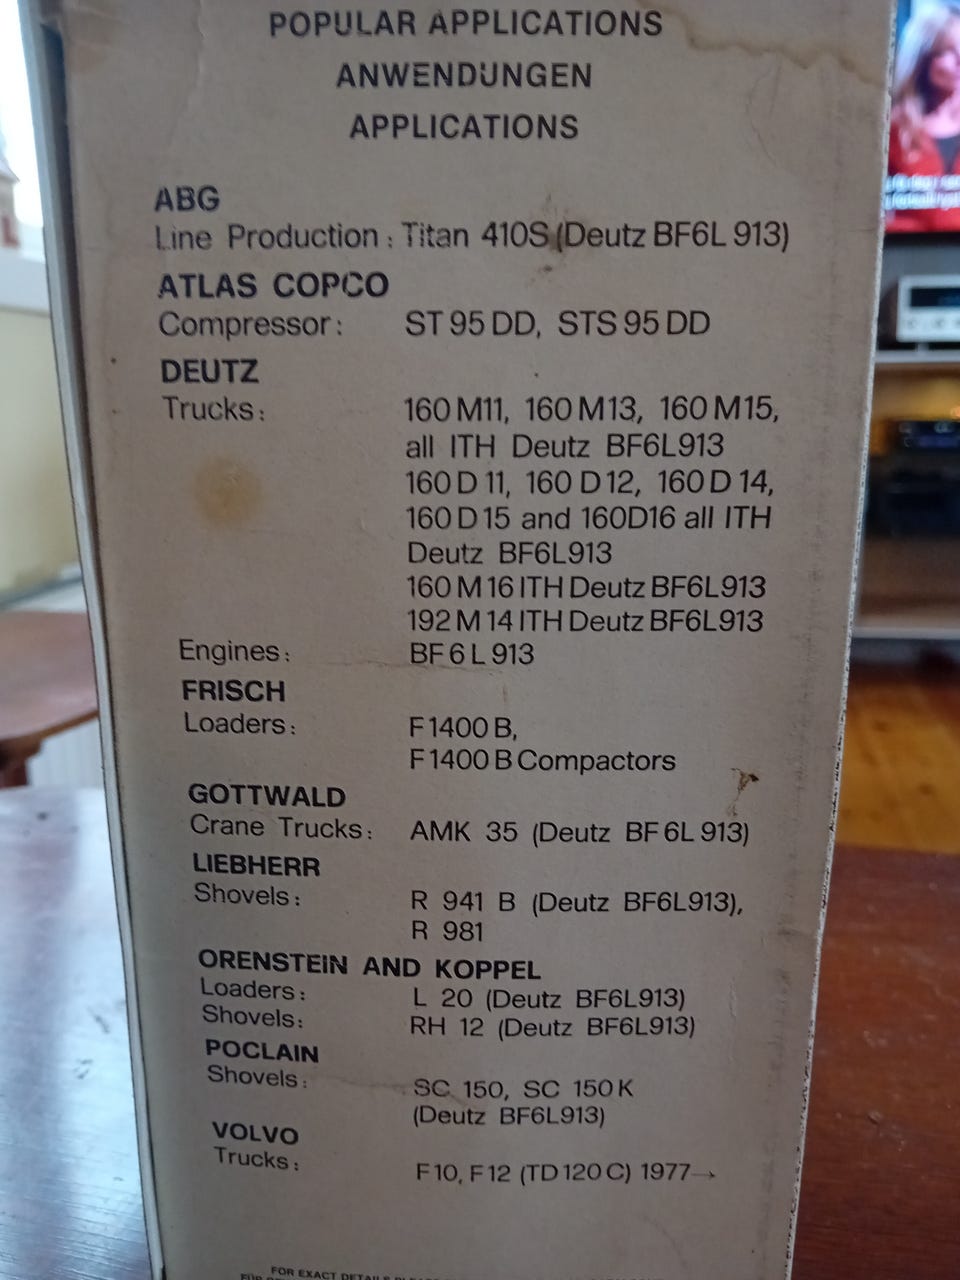 POPULAR APPLICATIONS
ANWENDUNGEN
APPLICATIONS
ABG
Line Production : Titan 410S (Deutz BF6L 913)
ATLAS COPCO
Compressor: ST 95 DD, STS 95 DD
DEUTZ
Trucks: 160 M11, 160 M13, 160 M15,
all ITH Deutz BF6L913
160 D 11, 160 D 12, 160 D 14,
160 D 15 and 160D16 all ITH
Deutz BF6L913
160 M 16 ITH Deutz BF6L913
192 M 14 ITH Deutz BF6L913
Engines: BF 6 L 913
FRISCH
Loaders: F 1400 B,
F 1400 B Compactors
GOTTWALD
Crane Trucks: AMK 35 (Deutz BF 6L 913)
LIEBHERR
Shovels: R 941 B (Deutz BF6L913),
R 981
ORENSTEIN AND KOPPEL
Loaders: L 20 (Deutz BF6L913)
Shovels: RH 12 (Deutz BF6L913)
POCLAIN
Shovels: SC 150, SC 150 K
(Deutz BF6L913)
VOLVO
Trucks: F 10, F 12 (TD 120 C) 1977→
FOR EXACT DETAILS